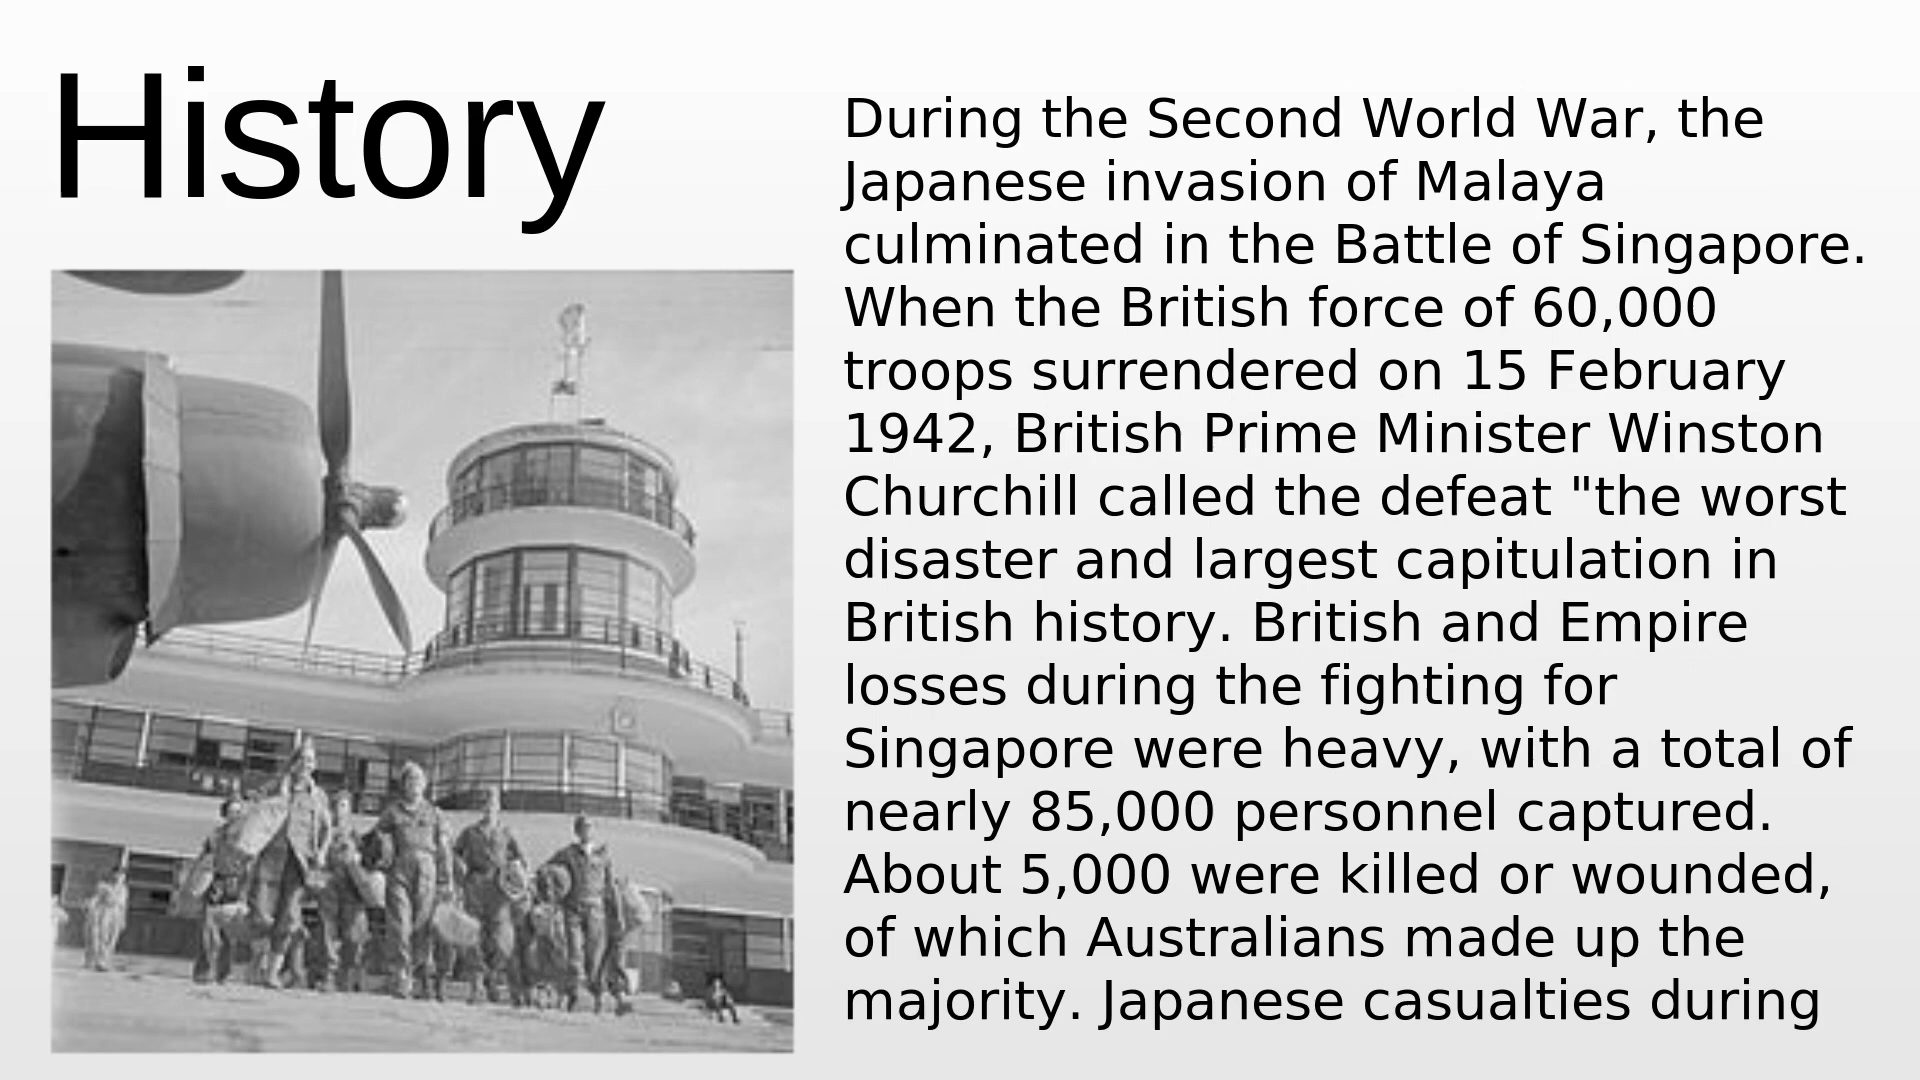 History
During the Second World War, the
Japanese invasion of Malaya
culminated in the Battle of Singapore.
When the British force of 60,000
troops surrendered on 15 February
1942, British Prime Minister Winston
Churchill called the defeat "the worst
disaster and largest capitulation in
British history. British and Empire
losses during the fighting for
Singapore were heavy, with a total of
nearly 85,000 personnel captured.
About 5,000 were killed or wounded,
of which Australians made up the
majority. Japanese casualties during